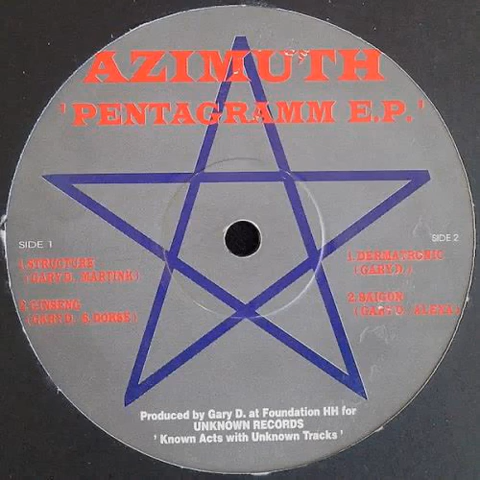 AZIMUTH
'PENTAGRAMM E.P.'
SIDE 1
1. STRUCTURE
(GARY D. MARTINK)
2. GINSENG
(GARY D. S. DORSE)
SIDE 2
1. DERMATRONIC
(GARY D.)
2. SAIGON
(GARY D.
Produced by Gary D. at Foundation HH for
UNKNOWN RECORDS
' Known Acts with Unknown Tracks '